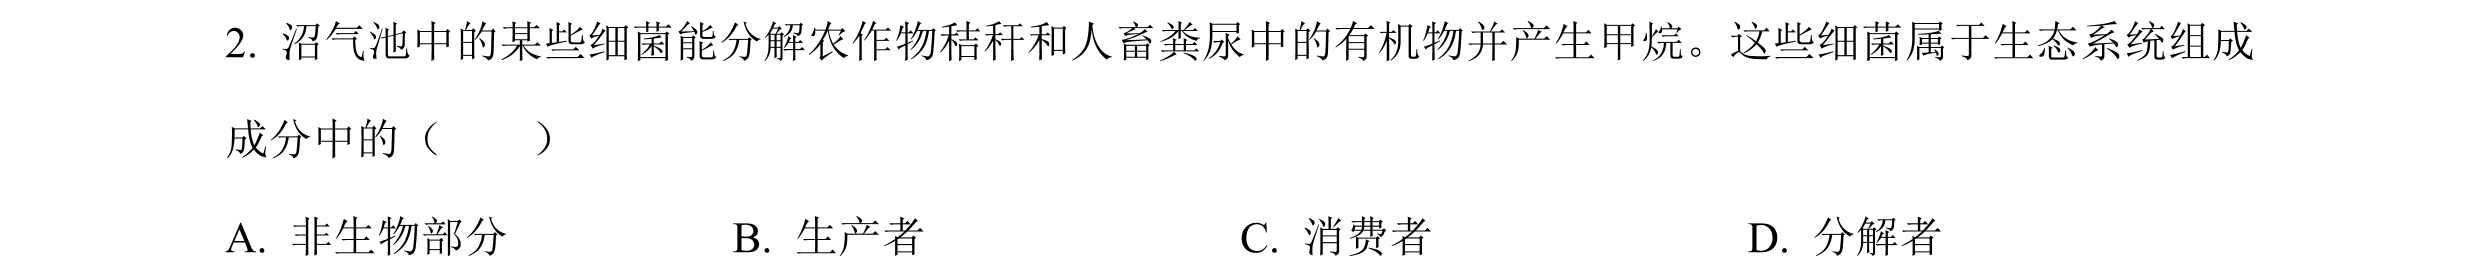 2. 沼气池中的某些细菌能分解农作物秸秆和人畜粪尿中的有机物并产生甲烷。这些细菌属于生态系统组成
成分中的（　　）
A. 非生物部分 B. 生产者 C. 消费者 D. 分解者